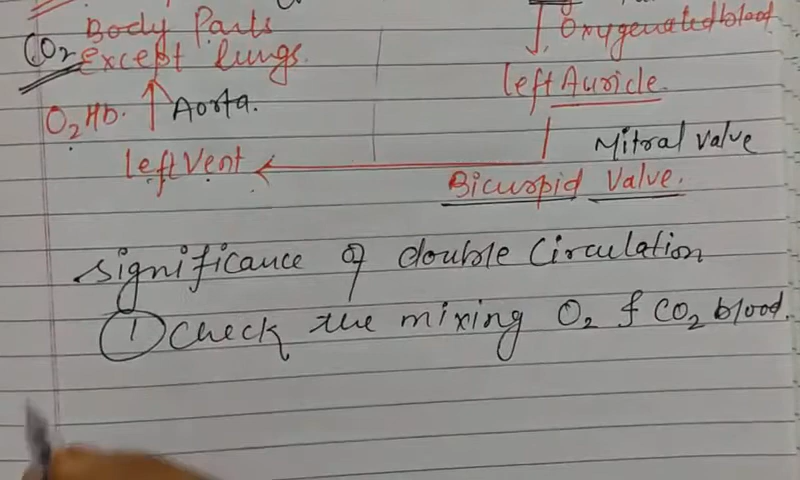 Body Parts
CO2 Except lungs.
Oxygenated blood
left Auricle.
O2Hb. Aorta.
Mitral valve
left Vent
Bicuspid Valve.
Significance of double Circulation
① Check the mixing O2 & CO2 blood.